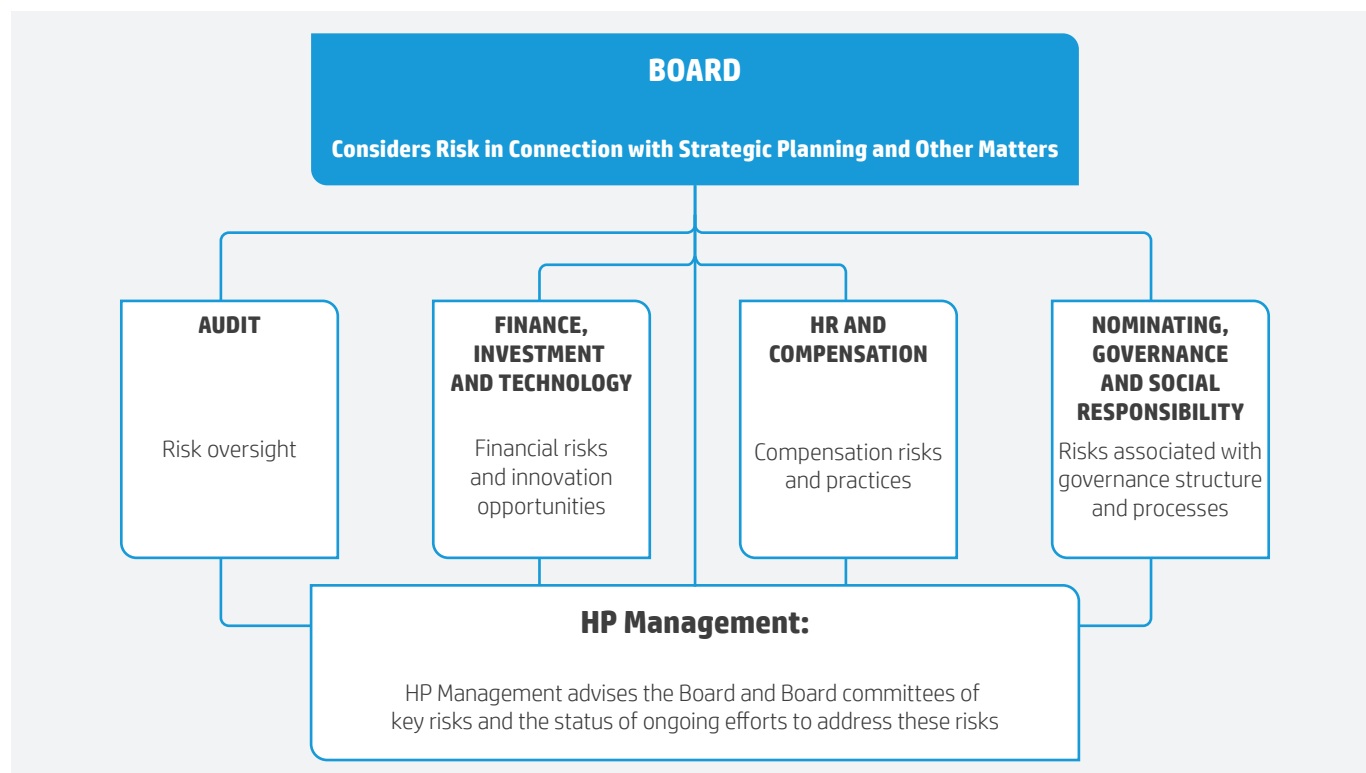 BOARD
Considers Risk in Connection with Strategic Planning and Other Matters
AUDIT
Risk oversight
FINANCE,
INVESTMENT
AND TECHNOLOGY
Financial risks
and innovation
opportunities
HR AND
COMPENSATION
Compensation risks
and practices
NOMINATING,
GOVERNANCE
AND SOCIAL
RESPONSIBILITY
Risks associated with
governance structure
and processes
HP Management:
HP Management advises the Board and Board committees of
key risks and the status of ongoing efforts to address these risks